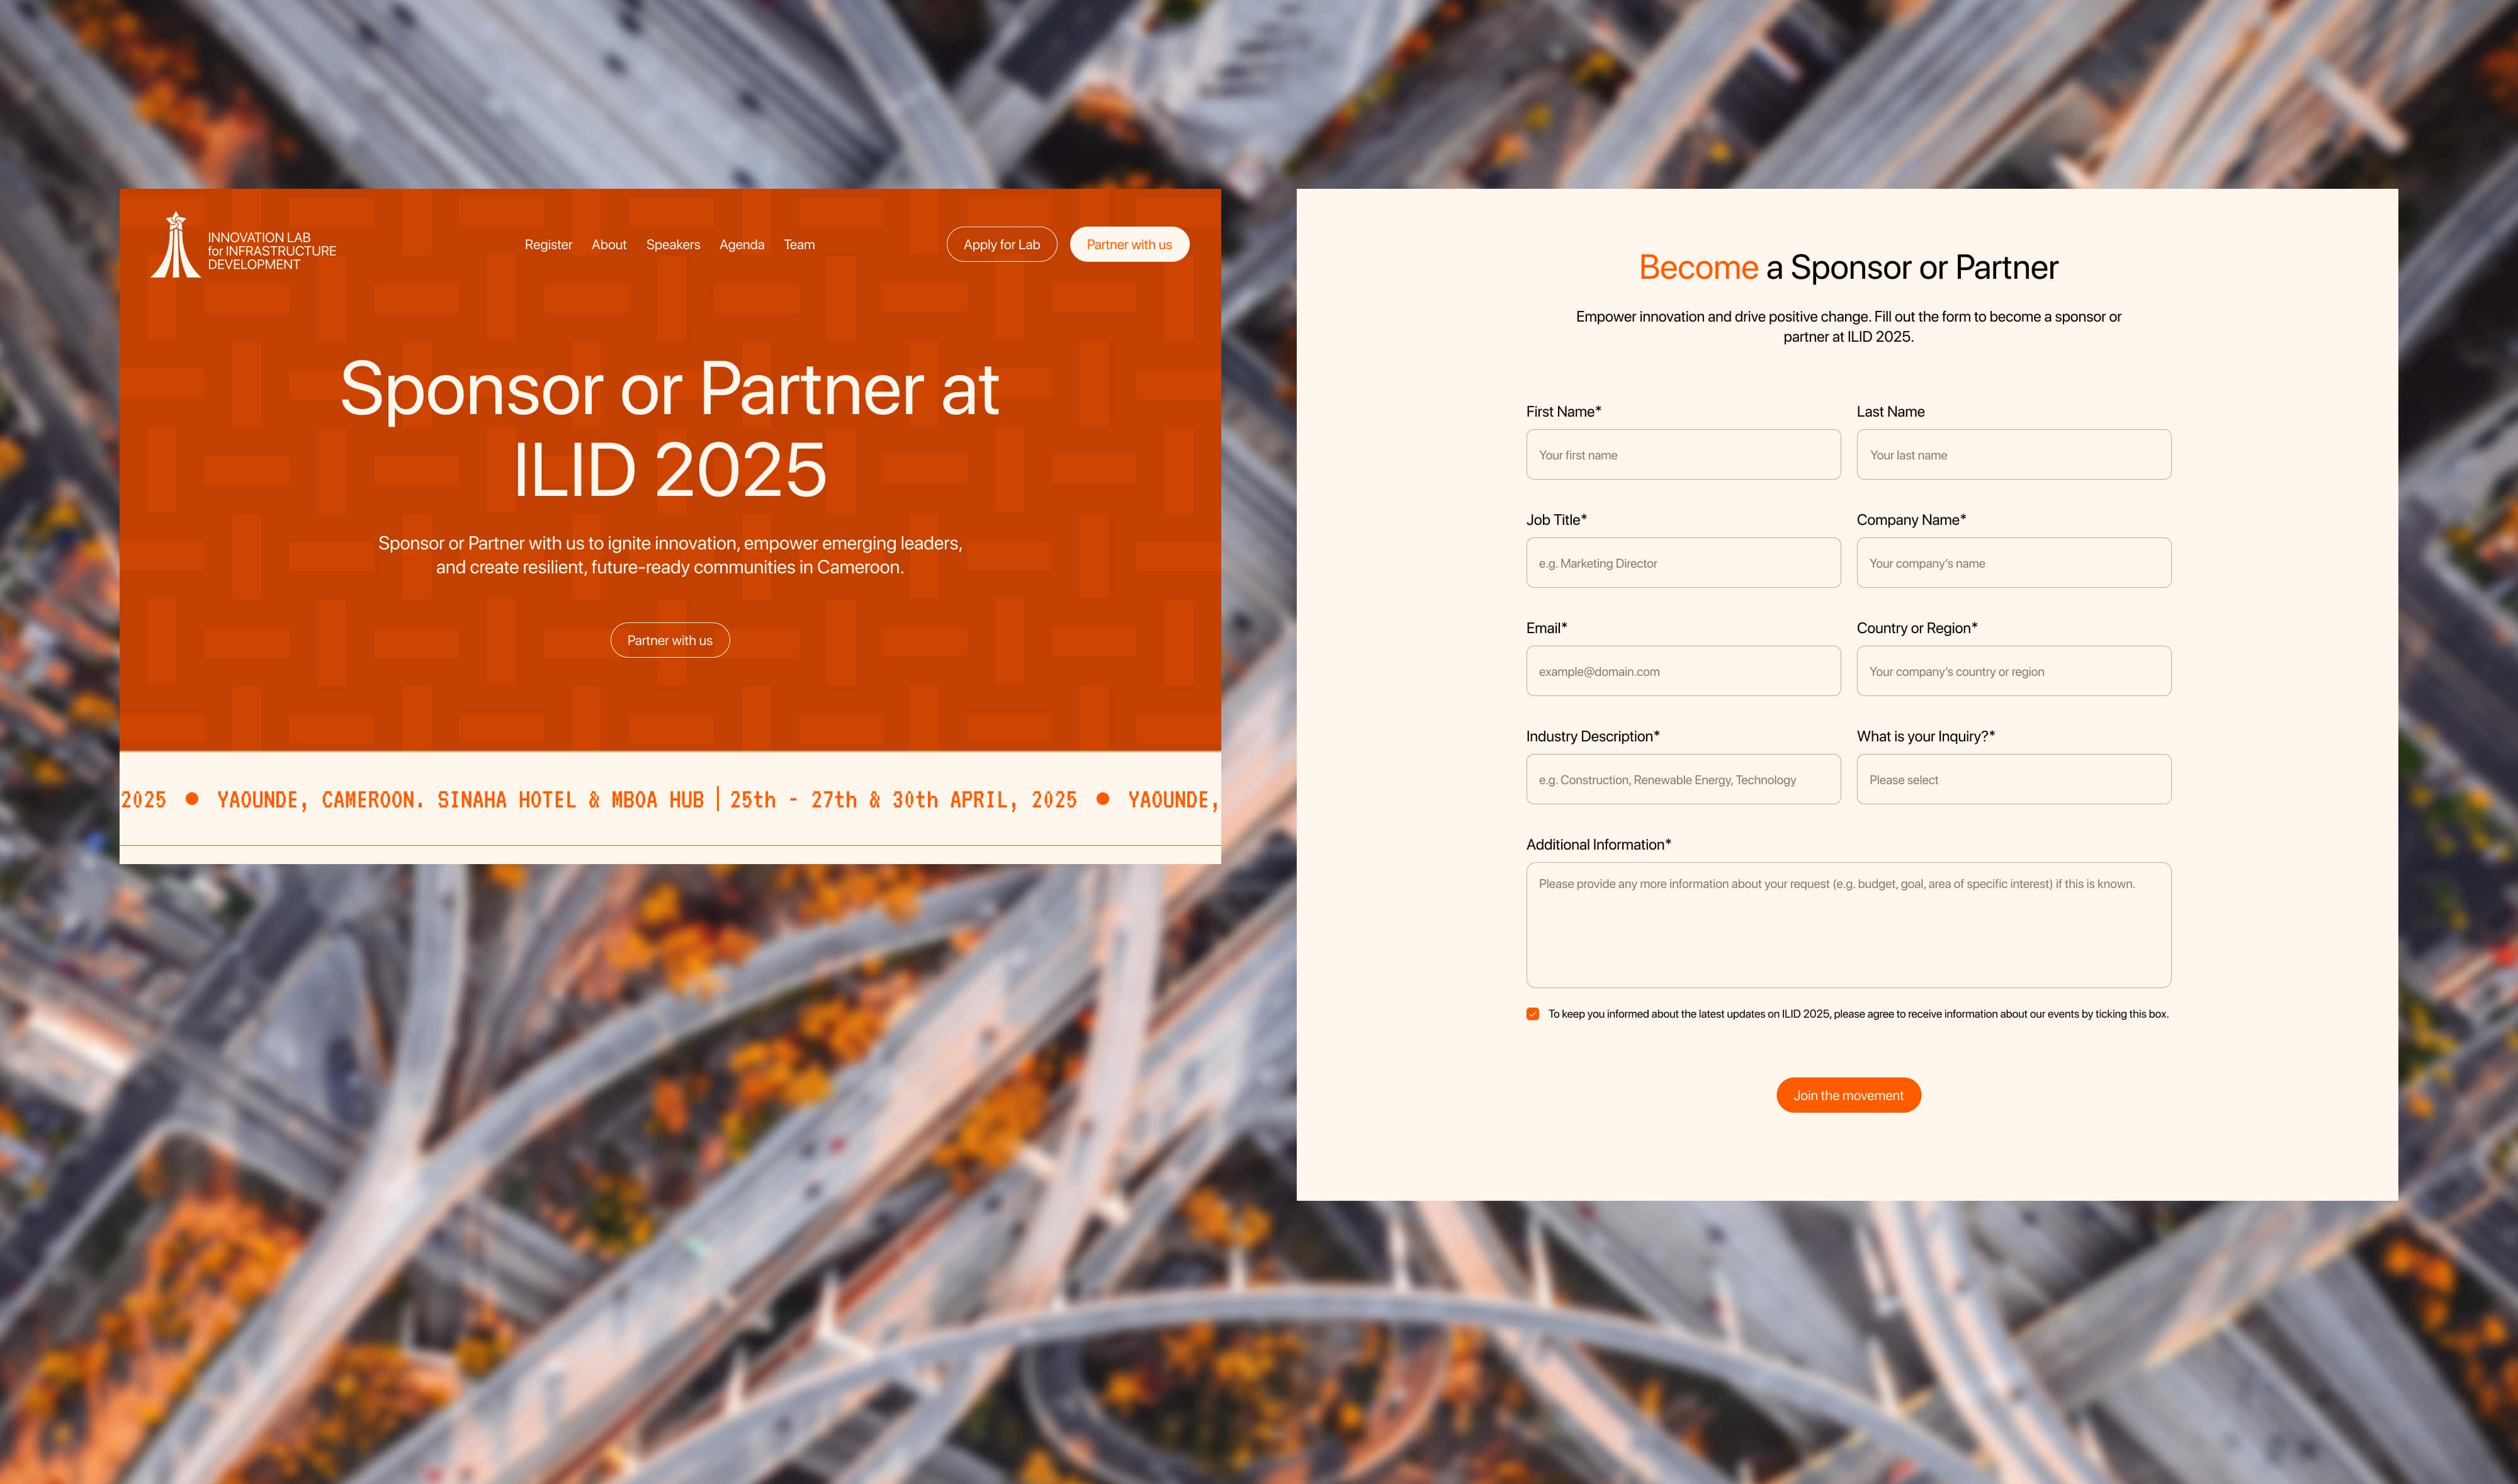 INNOVATION LAB
for INFRASTRUCTURE
DEVELOPMENT
Register About Speakers Agenda Team
Apply for Lab
Partner with us
Sponsor or Partner at
ILID 2025
Sponsor or Partner with us to ignite innovation, empower emerging leaders,
and create resilient, future-ready communities in Cameroon.
Partner with us
2025 ● YAOUNDE, CAMEROON. SINAHA HOTEL & MBOA HUB | 25th - 27th & 30th APRIL, 2025 ● YAOUNDE,
Become a Sponsor or Partner
Empower innovation and drive positive change. Fill out the form to become a sponsor or
partner at ILID 2025.
First Name* Last Name
Your first name Your last name
Job Title* Company Name*
e.g. Marketing Director Your company’s name
Email* Country or Region*
example@domain.com Your company’s country or region
Industry Description* What is your Inquiry?*
e.g. Construction, Renewable Energy, Technology Please select
Additional Information*
Please provide any more information about your request (e.g. budget, goal, area of specific interest) if this is known.
To keep you informed about the latest updates on ILID 2025, please agree to receive information about our events by ticking this box.
Join the movement